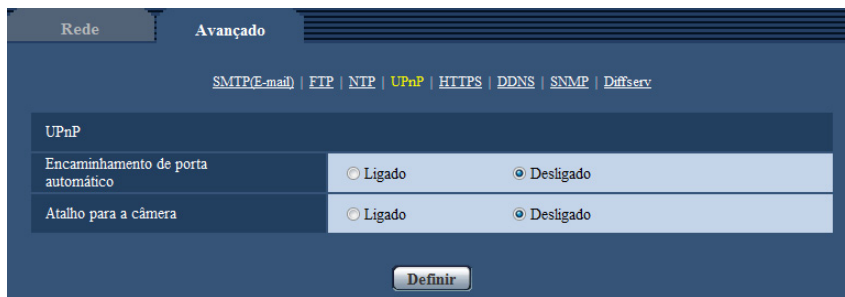 Rede Avançado
SMTP(E-mail) | FTP | NTP | UPnP | HTTPS | DDNS | SNMP | Diffserv
UPnP
Encaminhamento de porta
automático
Ligado Desligado
Atalho para a câmera Ligado Desligado
Definir